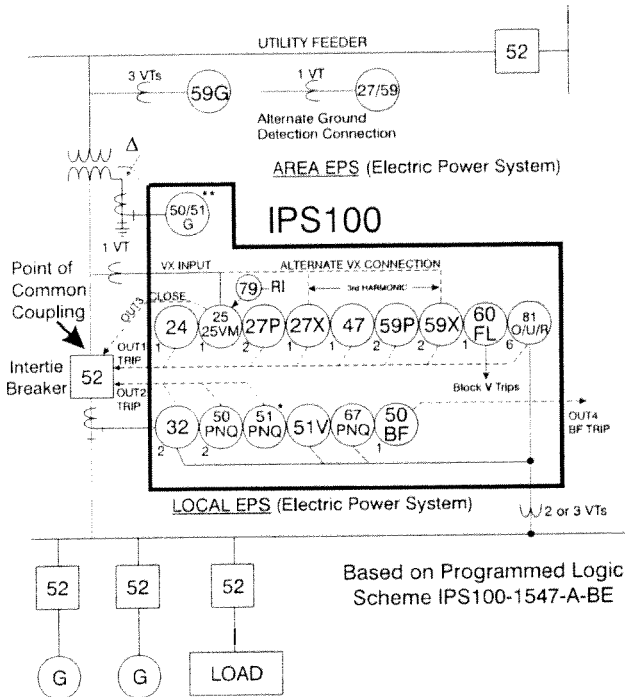 UTILITY FEEDER
52
3 VTs
59G
1 VT
27/59
Alternate Ground
Detection Connection
Δ
AREA EPS (Electric Power System)
50/51
G
**
IPS100
1 VT
VX INPUT
ALTERNATE VX CONNECTION
Point of
Common
Coupling
79
RI
3rd HARMONIC
OUT3
CLOSE
24
1
25
25VM
1
27P
2
27X
1
47
1
59P
2
59X
2
60
FL
1
81
O/U/R
6
OUT1
TRIP
Intertie
Breaker
52
OUT2
TRIP
Block V Trips
32
2
50
PNQ
2
51
PNQ
*
51V
67
PNQ
50
BF
1
OUT4
BF TRIP
LOCAL EPS (Electric Power System)
2 or 3 VTs
52
52
52
Based on Programmed Logic
Scheme IPS100-1547-A-BE
G
G
LOAD